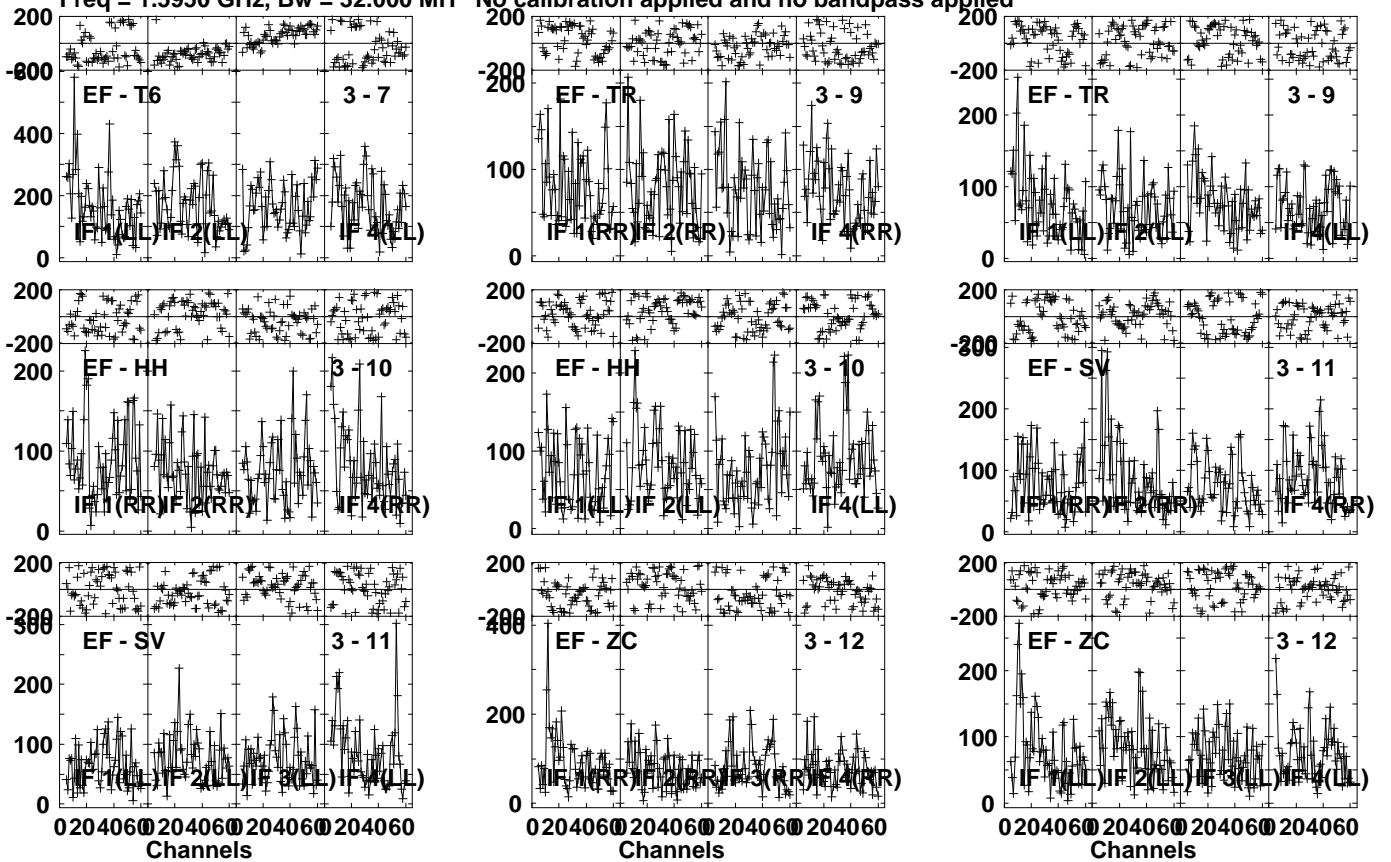 Freq = 1.5950 GHz, Bw = 32.000 MH No calibration applied and no bandpass applied
200
-200
600
400
200
0
EF - T6
3 - 7
IF 1(LL)
IF 2(LL)
IF 4(LL)
-200
200
100
0
EF - TR
3 - 9
IF 1(RR)
IF 2(RR)
IF 4(RR)
200
-200
200
100
0
EF - TR
3 - 9
IF 1(LL)
IF 2(LL)
IF 4(LL)
200
-200
200
100
0
EF - HH
3 - 10
IF 1(RR)
IF 2(RR)
IF 4(RR)
200
-200
200
100
0
EF - HH
3 - 10
IF 1(LL)
IF 2(LL)
IF 4(LL)
200
-200
300
200
100
0
EF - SV
3 - 11
IF 1(RR)
IF 2(RR)
IF 4(RR)
200
-200
300
200
100
0
EF - SV
3 - 11
IF 1(LL)
IF 2(LL)
IF 3(LL)
IF 4(LL)
0 20 40 60 0 20 40 60 0 20 40 60 0 20 40 60
Channels
200
-200
400
200
0
EF - ZC
3 - 12
IF 1(RR)
IF 2(RR)
IF 3(RR)
IF 4(RR)
0 20 40 60 0 20 40 60 0 20 40 60 0 20 40 60
Channels
200
-200
200
100
0
EF - ZC
3 - 12
IF 1(LL)
IF 2(LL)
IF 3(LL)
IF 4(LL)
0 20 40 60 0 20 40 60 0 20 40 60 0 20 40 60
Channels